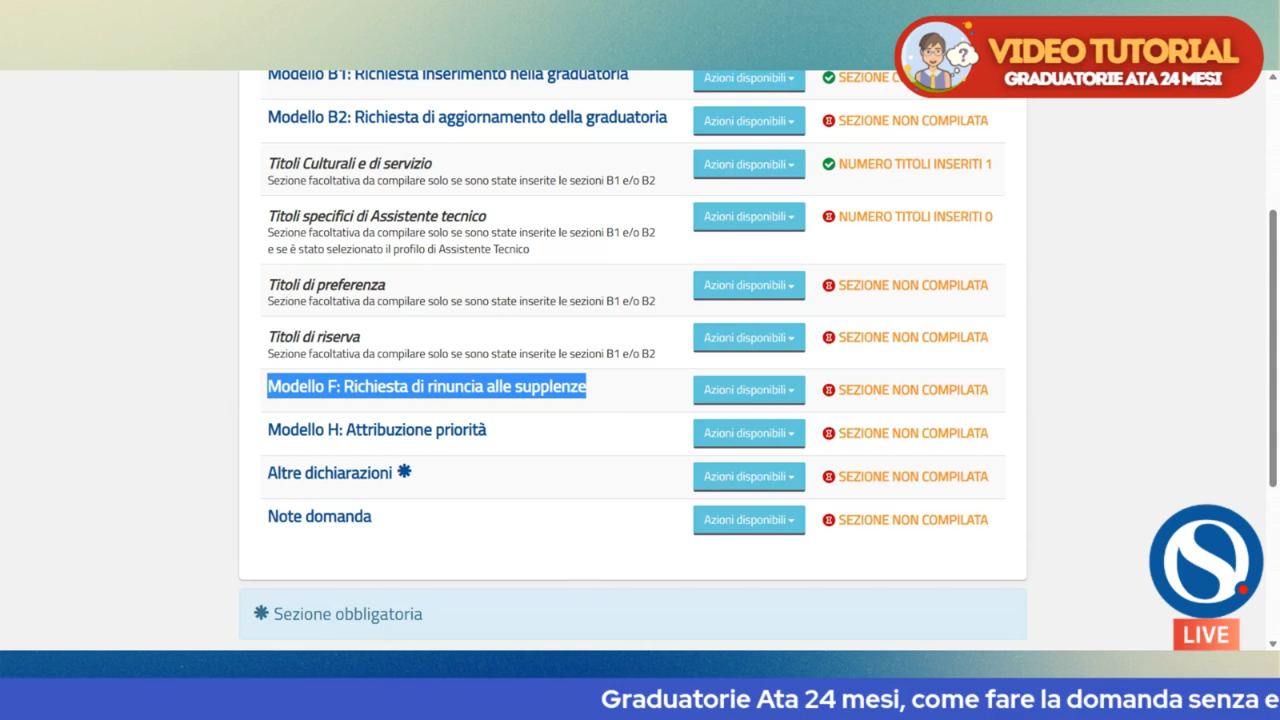 VIDEO TUTORIAL
GRADUATORIE ATA 24 MESI
Modello B1: Richiesta inserimento nella graduatoria Azioni disponibili SEZIONE C
Modello B2: Richiesta di aggiornamento della graduatoria Azioni disponibili SEZIONE NON COMPILATA
Titoli Culturali e di servizio Azioni disponibili NUMERO TITOLI INSERITI 1
Sezione facoltativa da compilare solo se sono state inserite le sezioni B1 e/o B2
Titoli specifici di Assistente tecnico Azioni disponibili NUMERO TITOLI INSERITI 0
Sezione facoltativa da compilare solo se sono state inserite le sezioni B1 e/o B2
e se è stato selezionato il profilo di Assistente Tecnico
Titoli di preferenza Azioni disponibili SEZIONE NON COMPILATA
Sezione facoltativa da compilare solo se sono state inserite le sezioni B1 e/o B2
Titoli di riserva Azioni disponibili SEZIONE NON COMPILATA
Sezione facoltativa da compilare solo se sono state inserite le sezioni B1 e/o B2
Modello F: Richiesta di rinuncia alle supplenze Azioni disponibili SEZIONE NON COMPILATA
Modello H: Attribuzione priorità Azioni disponibili SEZIONE NON COMPILATA
Altre dichiarazioni ✱ Azioni disponibili SEZIONE NON COMPILATA
Note domanda Azioni disponibili SEZIONE NON COMPILATA
✱ Sezione obbligatoria
LIVE
Graduatorie Ata 24 mesi, come fare la domanda senza e